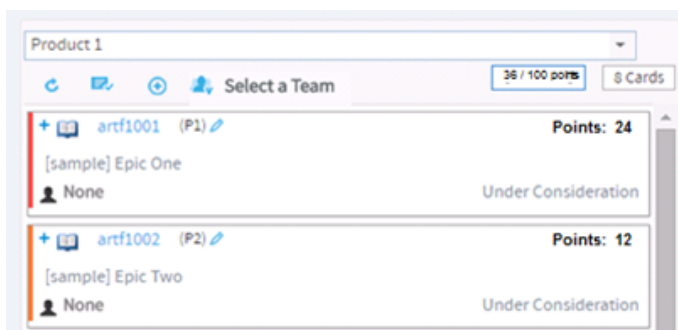 Product 1
Select a Team
36 / 100 points
8 Cards
artf1001 (P1)
Points: 24
[sample] Epic One
None
Under Consideration
artf1002 (P2)
Points: 12
[sample] Epic Two
None
Under Consideration